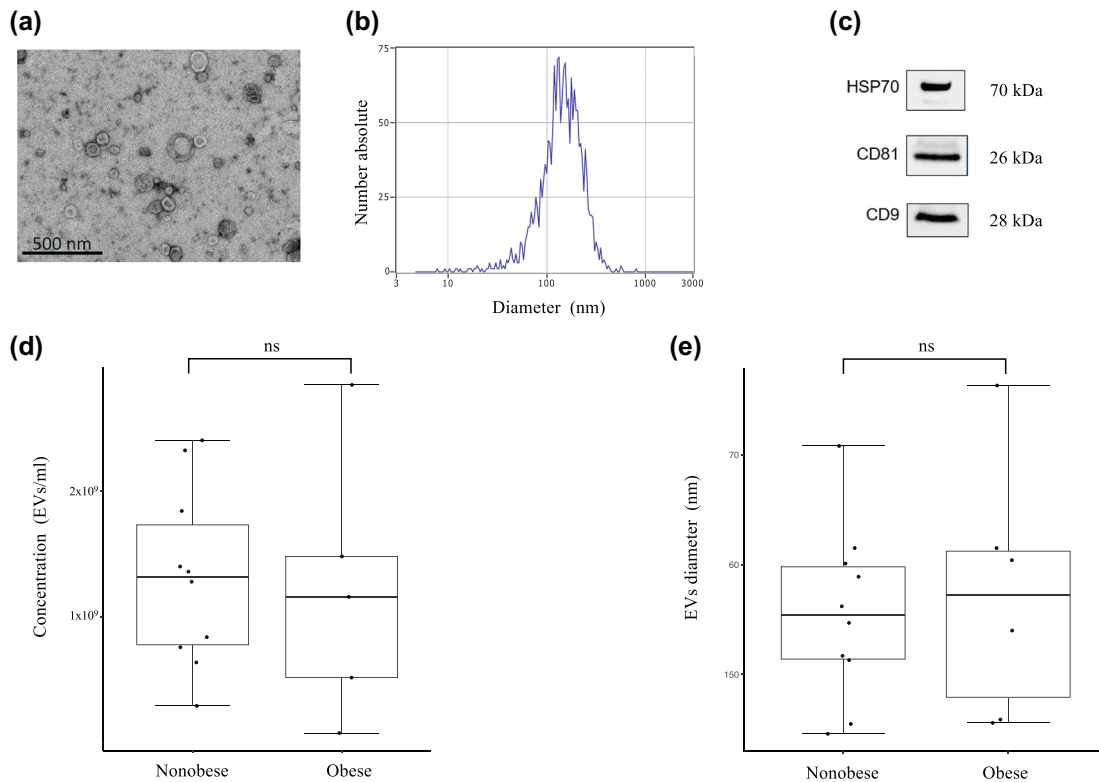 (a)
500 nm
(b)
75
50
25
0
Number absolute
3 10 100 1000 3000
Diameter (nm)
(c)
HSP70 70 kDa
CD81 26 kDa
CD9 28 kDa
(d)
ns
Concentration (EVs/ml)
2x10⁹
1x10⁹
Nonobese Obese
(e)
ns
EVs diameter (nm)
70
60
150
Nonobese Obese